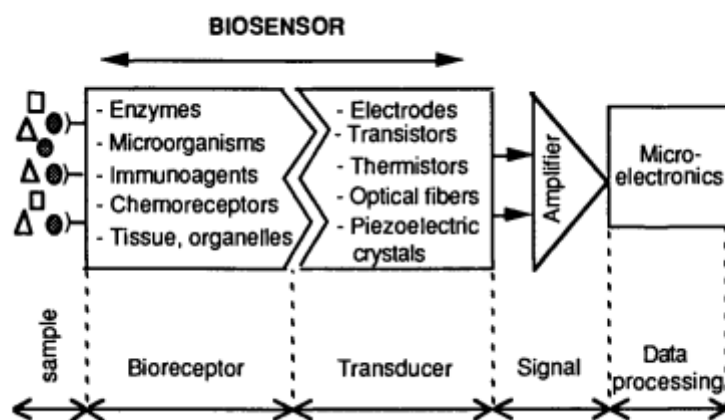 BIOSENSOR
- Enzymes
- Microorganisms
- Immunoagents
- Chemoreceptors
- Tissue, organelles
- Electrodes
- Transistors
- Thermistors
- Optical fibers
- Piezoelectric
crystals
Amplifier
Micro-
electronics
sample
Bioreceptor
Transducer
Signal
Data
processing